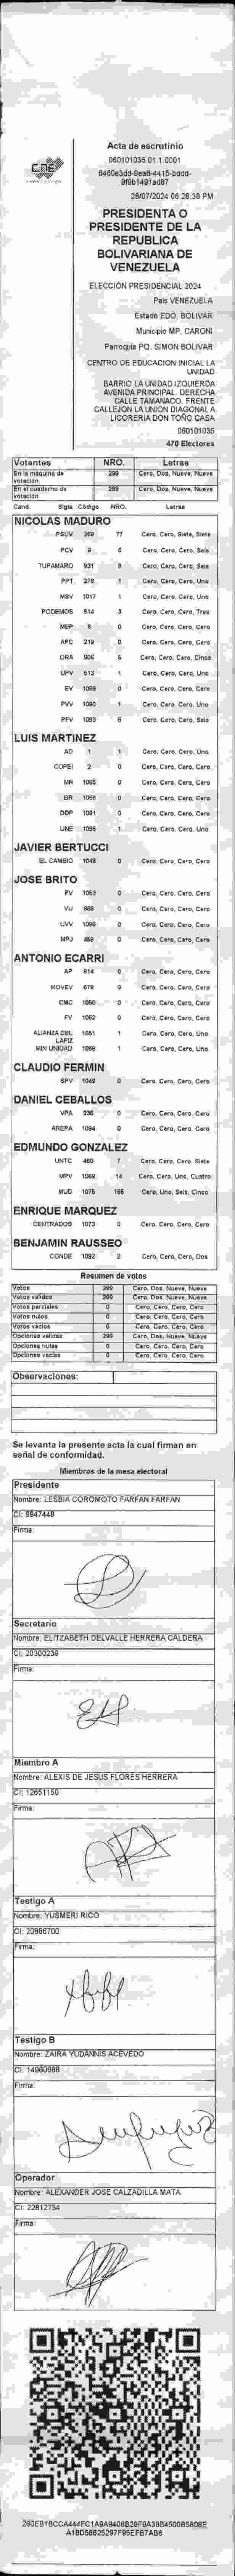 CNE
Acta de escrutinio
060101035.01.1.0001
28/07/2024 06:28:38 PM
PRESIDENTA O
PRESIDENTE DE LA
REPUBLICA
BOLIVARIANA DE
VENEZUELA
ELECCIÓN PRESIDENCIAL 2024
País VENEZUELA
Estado EDO. BOLIVAR
Municipio MP. CARONI
Parroquia PQ. SIMON BOLIVAR
CENTRO DE EDUCACION INICIAL LA
UNIDAD
BARRIO LA UNIDAD IZQUIERDA
AVENIDA PRINCIPAL. DERECHA
CALLE TAMANACO. FRENTE
CALLEJON LA UNION DIAGONAL A
LICORERIA DON TOÑO CASA
060101035
470 Electores
Votantes NRO. Letras
En la máquina de votación 299 Cero, Dos, Nueve, Nueve
En el cuaderno de votación 299 Cero, Dos, Nueve, Nueve
Cand. Sigla Código NRO. Letras
NICOLAS MADURO
PSUV 269 77 Cero, Cero, Siete, Siete
PCV 9 6 Cero, Cero, Cero, Seis
TUPAMARO 931 6 Cero, Cero, Cero, Seis
PPT 278 1 Cero, Cero, Cero, Uno
MSV 1017 1 Cero, Cero, Cero, Uno
PODEMOS 814 3 Cero, Cero, Cero, Tres
MEP 8 0 Cero, Cero, Cero, Cero
APC 219 0 Cero, Cero, Cero, Cero
ORA 906 5 Cero, Cero, Cero, Cinco
UPV 612 1 Cero, Cero, Cero, Uno
EV 1089 0 Cero, Cero, Cero, Cero
PVV 1090 1 Cero, Cero, Cero, Uno
PFV 1093 6 Cero, Cero, Cero, Seis
LUIS MARTINEZ
AD 1 1 Cero, Cero, Cero, Uno
COPEI 2 0 Cero, Cero, Cero, Cero
MR 1066 0 Cero, Cero, Cero, Cero
BR 1068 0 Cero, Cero, Cero, Cero
DDP 1091 0 Cero, Cero, Cero, Cero
UNE 1095 1 Cero, Cero, Cero, Uno
JAVIER BERTUCCI
EL CAMBIO 1048 0 Cero, Cero, Cero, Cero
JOSE BRITO
PV 1053 0 Cero, Cero, Cero, Cero
VU 968 0 Cero, Cero, Cero, Cero
UVV 1096 0 Cero, Cero, Cero, Cero
MPJ 459 0 Cero, Cero, Cero, Cero
ANTONIO ECARRI
AP 914 0 Cero, Cero, Cero, Cero
MOVEV 679 0 Cero, Cero, Cero, Cero
CMC 1050 0 Cero, Cero, Cero, Cero
FV 1052 0 Cero, Cero, Cero, Cero
ALIANZA DEL LAPIZ 1051 1 Cero, Cero, Cero, Uno
MIN UNIDAD 1069 1 Cero, Cero, Cero, Uno
CLAUDIO FERMIN
SPV 1049 0 Cero, Cero, Cero, Cero
DANIEL CEBALLOS
VPA 236 0 Cero, Cero, Cero, Cero
AREPA 1094 0 Cero, Cero, Cero, Cero
EDMUNDO GONZALEZ
UNTC 460 7 Cero, Cero, Cero, Siete
MPV 1069 14 Cero, Cero, Uno, Cuatro
MUD 1075 165 Cero, Uno, Seis, Cinco
ENRIQUE MARQUEZ
CENTRADOS 1073 0 Cero, Cero, Cero, Cero
BENJAMIN RAUSSEO
CONDE 1092 2 Cero, Cero, Cero, Dos
Resumen de votos
Votos 299 Cero, Dos, Nueve, Nueve
Votos validos 299 Cero, Dos, Nueve, Nueve
Votos parciales 0 Cero, Cero, Cero, Cero
Votos nulos 0 Cero, Cero, Cero, Cero
Votos vacíos 0 Cero, Cero, Cero, Cero
Opciones válidas 299 Cero, Dos, Nueve, Nueve
Opciones nulas 0 Cero, Cero, Cero, Cero
Opciones vacías 0 Cero, Cero, Cero, Cero
Observaciones:
Se levanta la presente acta la cual firman en
señal de conformidad.
Miembros de la mesa electoral
Presidente
Nombre: LESBIA COROMOTO FARFAN FARFAN
CI: 9947448
Firma:
Secretario
Nombre: ELITZABETH DELVALLE HERRERA CALDERA
CI: 20300239
Firma:
Miembro A
Nombre: ALEXIS DE JESUS FLORES HERRERA
CI: 12651150
Firma:
Testigo A
Nombre: YUSMERI RICO
CI: 20886700
Firma:
Testigo B
Nombre: ZAIRA YUDANNIS ACEVEDO
CI: 14960688
Firma:
Operador
Nombre: ALEXANDER JOSE CALZADILLA MATA
CI: 22812754
Firma: